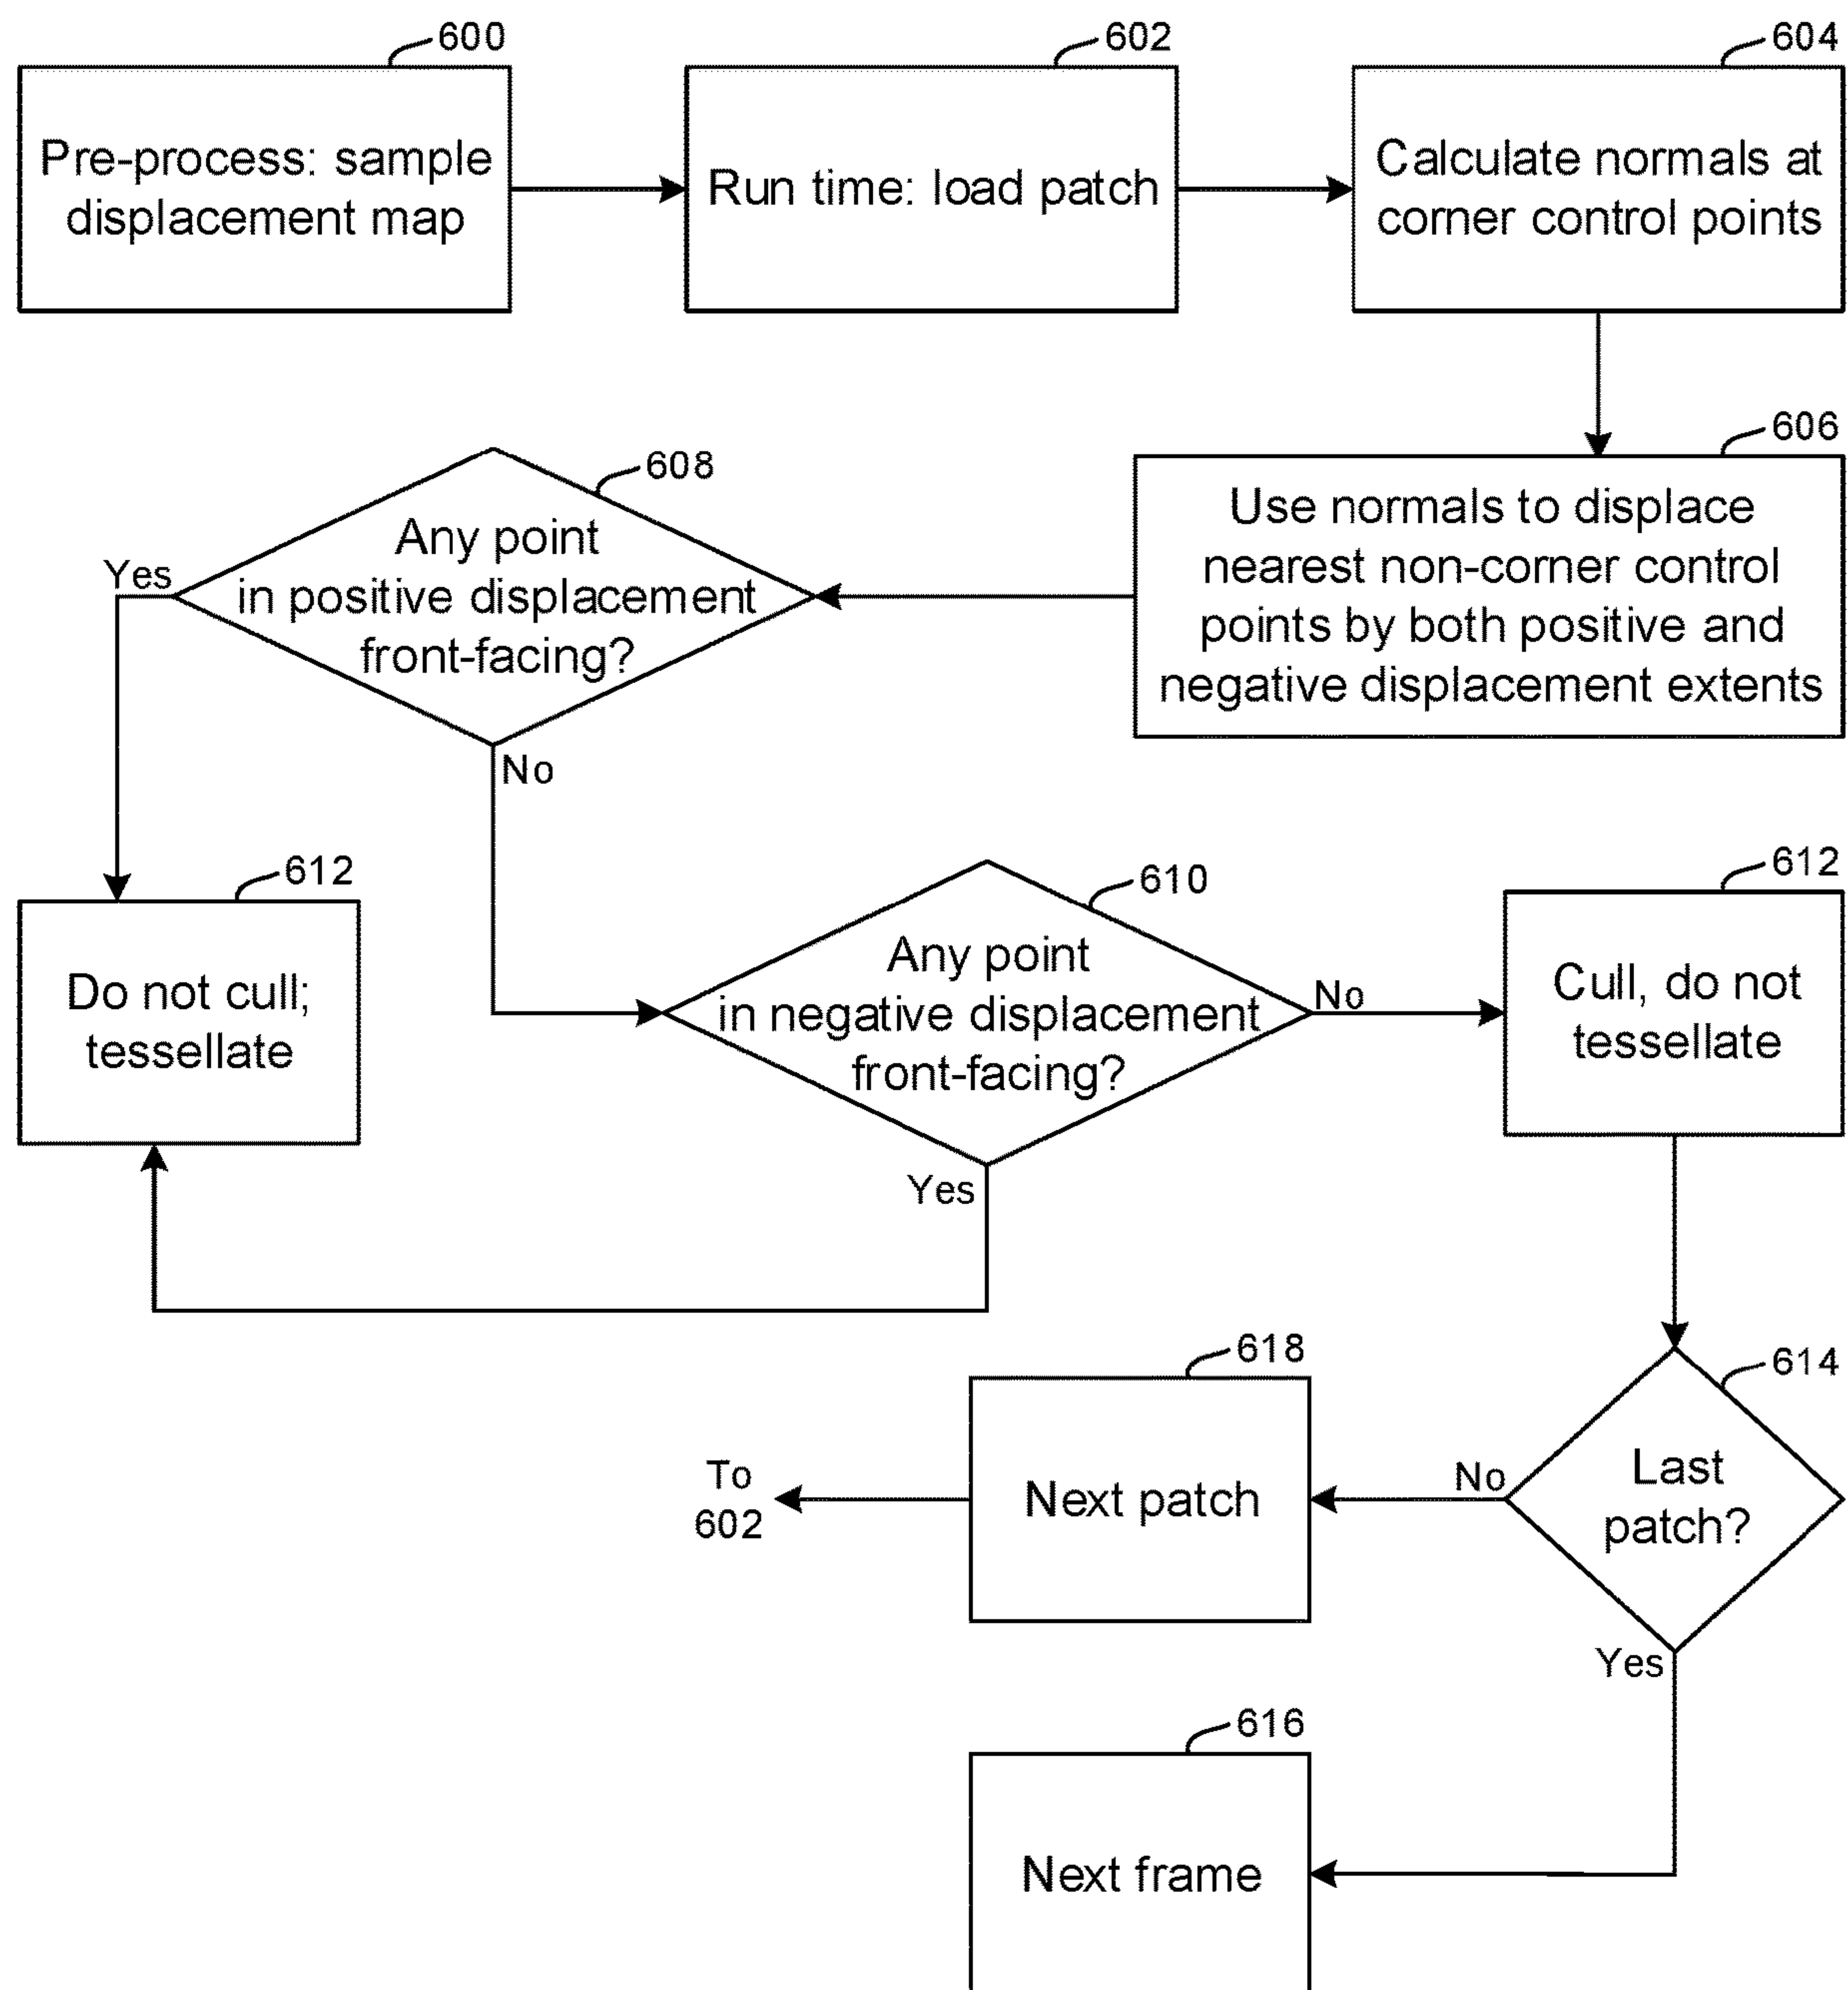 600
Pre-process: sample
displacement map
602
Run time: load patch
604
Calculate normals at
corner control points
606
Use normals to displace
nearest non-corner control
points by both positive and
negative displacement extents
608
Any point
in positive displacement
front-facing?
Yes
No
612
Do not cull;
tessellate
610
Any point
in negative displacement
front-facing?
No
Yes
612
Cull, do not
tessellate
614
Last
patch?
No
Yes
618
Next patch
To
602
616
Next frame